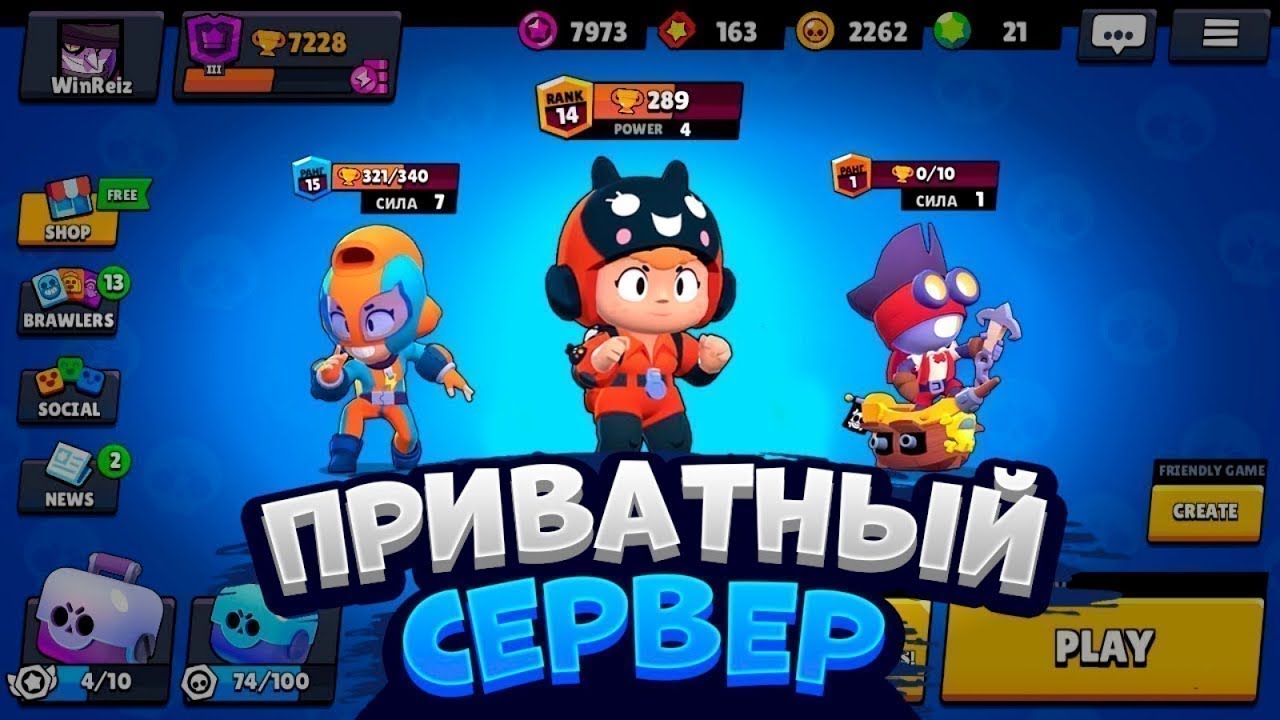 WinReiz
III
7228
7973
163
2262
21
RANK
14
289
POWER 4
РАНГ
15
321/340
СИЛА 7
РАНГ
1
0/10
СИЛА 1
FREE
SHOP
13
BRAWLERS
SOCIAL
2
NEWS
FRIENDLY GAME
CREATE
ПРИВАТНЫЙ
СЕРВЕР
PLAY
4/10
74/100